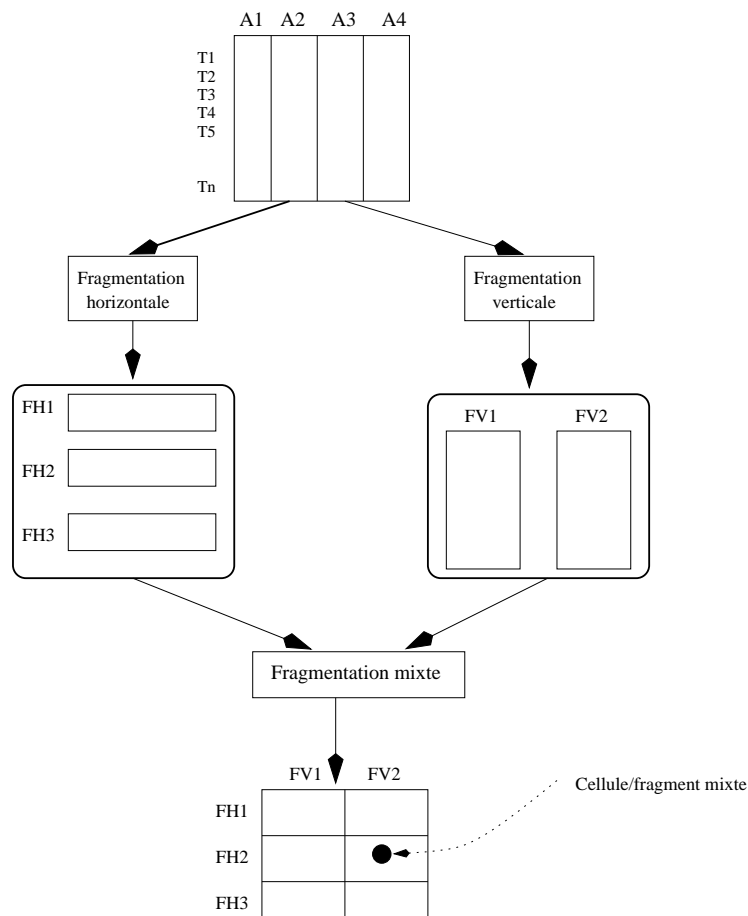 A1 A2 A3 A4
T1
T2
T3
T4
T5
Tn
Fragmentation
horizontale
Fragmentation
verticale
FH1
FH2
FH3
FV1 FV2
Fragmentation mixte
FV1 FV2
Cellule/fragment mixte
FH1
FH2
FH3